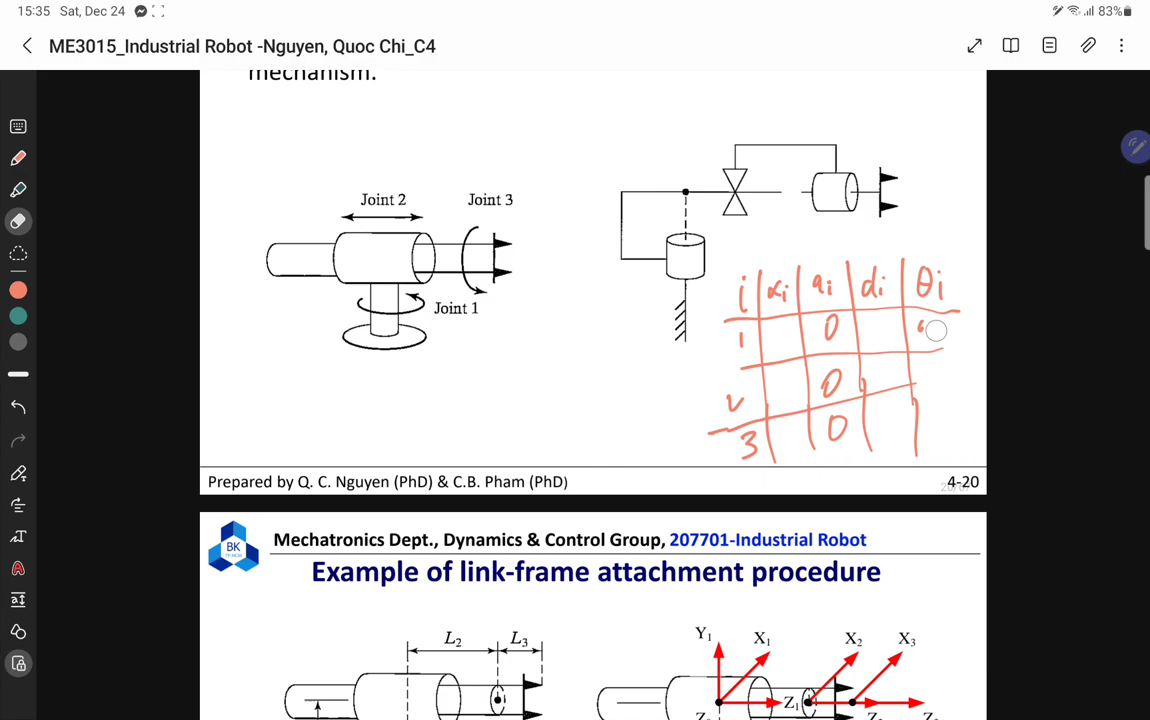 15:35 Sat, Dec 24 83%
ME3015_Industrial Robot -Nguyen, Quoc Chi_C4
mechanism.
Joint 2
Joint 3
Joint 1
i αi ai di θi
1 0
2 0
3 0
Prepared by Q. C. Nguyen (PhD) & C.B. Pham (PhD)
4-20
BK
TP.HCM
Mechatronics Dept., Dynamics & Control Group, 207701-Industrial Robot
Example of link-frame attachment procedure
L2 L3
Y1 X1 X2 X3
Z1